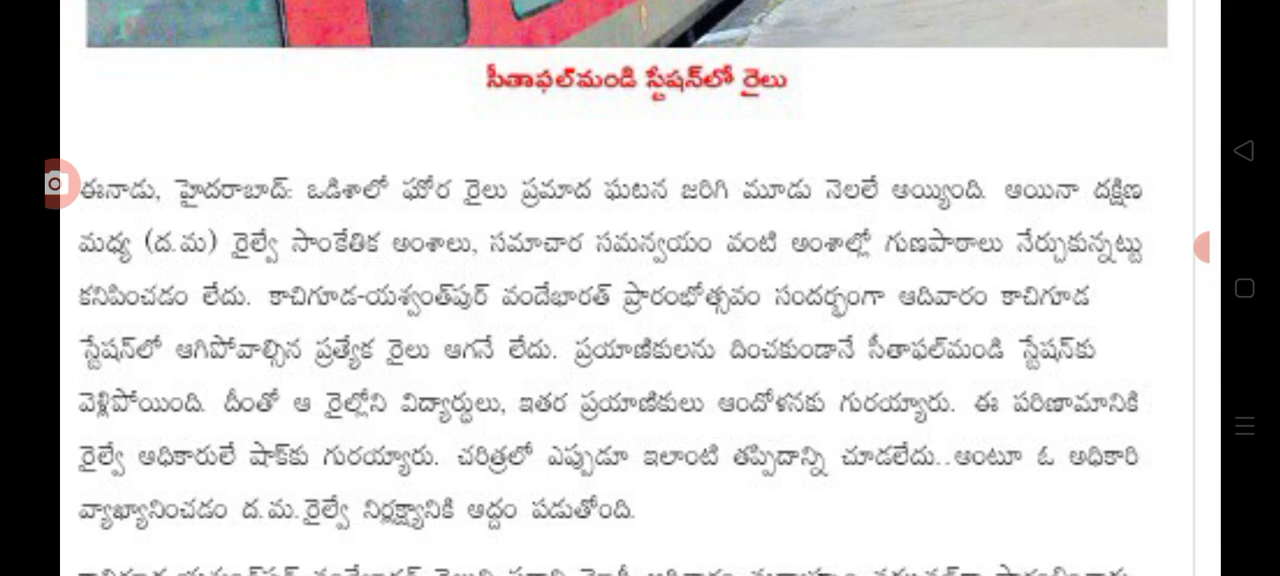 సీతాఫల్‌మండి స్టేషన్‌లో రైలు
ఈనాడు, హైదరాబాద్‌: ఒడిశాలో ఘోర రైలు ప్రమాద ఘటన జరిగి మూడు నెలలే అయ్యింది. ఆయినా దక్షిణ
మధ్య (ద.మ) రైల్వే సాంకేతిక అంశాలు, సమాచార సమన్వయం వంటి అంశాల్లో గుణపాఠాలు నేర్చుకున్నట్టు
కనిపించడం లేదు. కాచిగూడ-యశ్వంత్‌పుర్‌ వందేభారత్‌ ప్రారంభోత్సవం సందర్భంగా ఆదివారం కాచిగూడ
స్టేషన్‌లో ఆగిపోవాల్సిన ప్రత్యేక రైలు ఆగనే లేదు. ప్రయాణికులను దించకుండానే సీతాఫల్‌మండి స్టేషన్‌కు
వెళ్లిపోయింది. దీంతో ఆ రైల్లోని విద్యార్థులు, ఇతర ప్రయాణికులు ఆందోళనకు గురయ్యారు. ఈ పరిణామానికి
రైల్వే ఆధికారులే షాక్‌కు గురయ్యారు. చరిత్రలో ఎప్పుడూ ఇలాంటి తప్పిదాన్ని చూడలేదు..అంటూ ఓ అధికారి
వ్యాఖ్యానించడం ద.మ.రైల్వే నిర్లక్ష్యానికి అద్దం పడుతోంది.